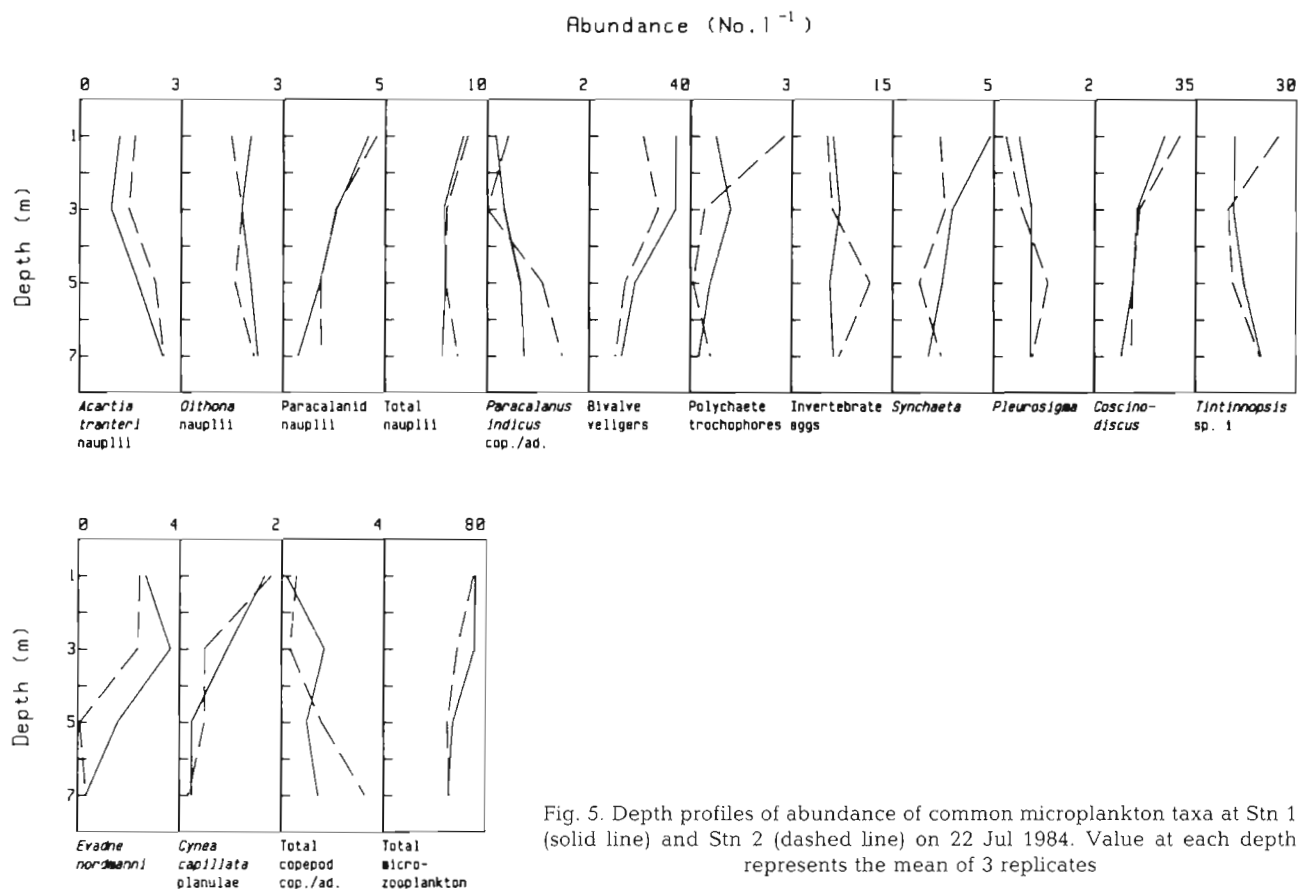 Abundance (No.l⁻¹)
0 3 3 5 10 2 40 3 15 5 2 35 30
Depth (m)
1
3
5
7
Acartia Oithona Paracalanid Total Paracalanus Bivalve Polychaete Invertebrate Synchaeta Pleurosigma Coscino- Tintinnopsis
tranteri nauplii nauplii nauplii indicus veligers trochophores eggs discus sp. 1
nauplii cop./ad.
0 4 2 4 80
Depth (m)
1
3
5
7
Evadne Cynea Total Total
nordmanni capillata copepod micro-
planulae cop./ad. zooplankton
Fig. 5. Depth profiles of abundance of common microplankton taxa at Stn 1
(solid line) and Stn 2 (dashed line) on 22 Jul 1984. Value at each depth
represents the mean of 3 replicates